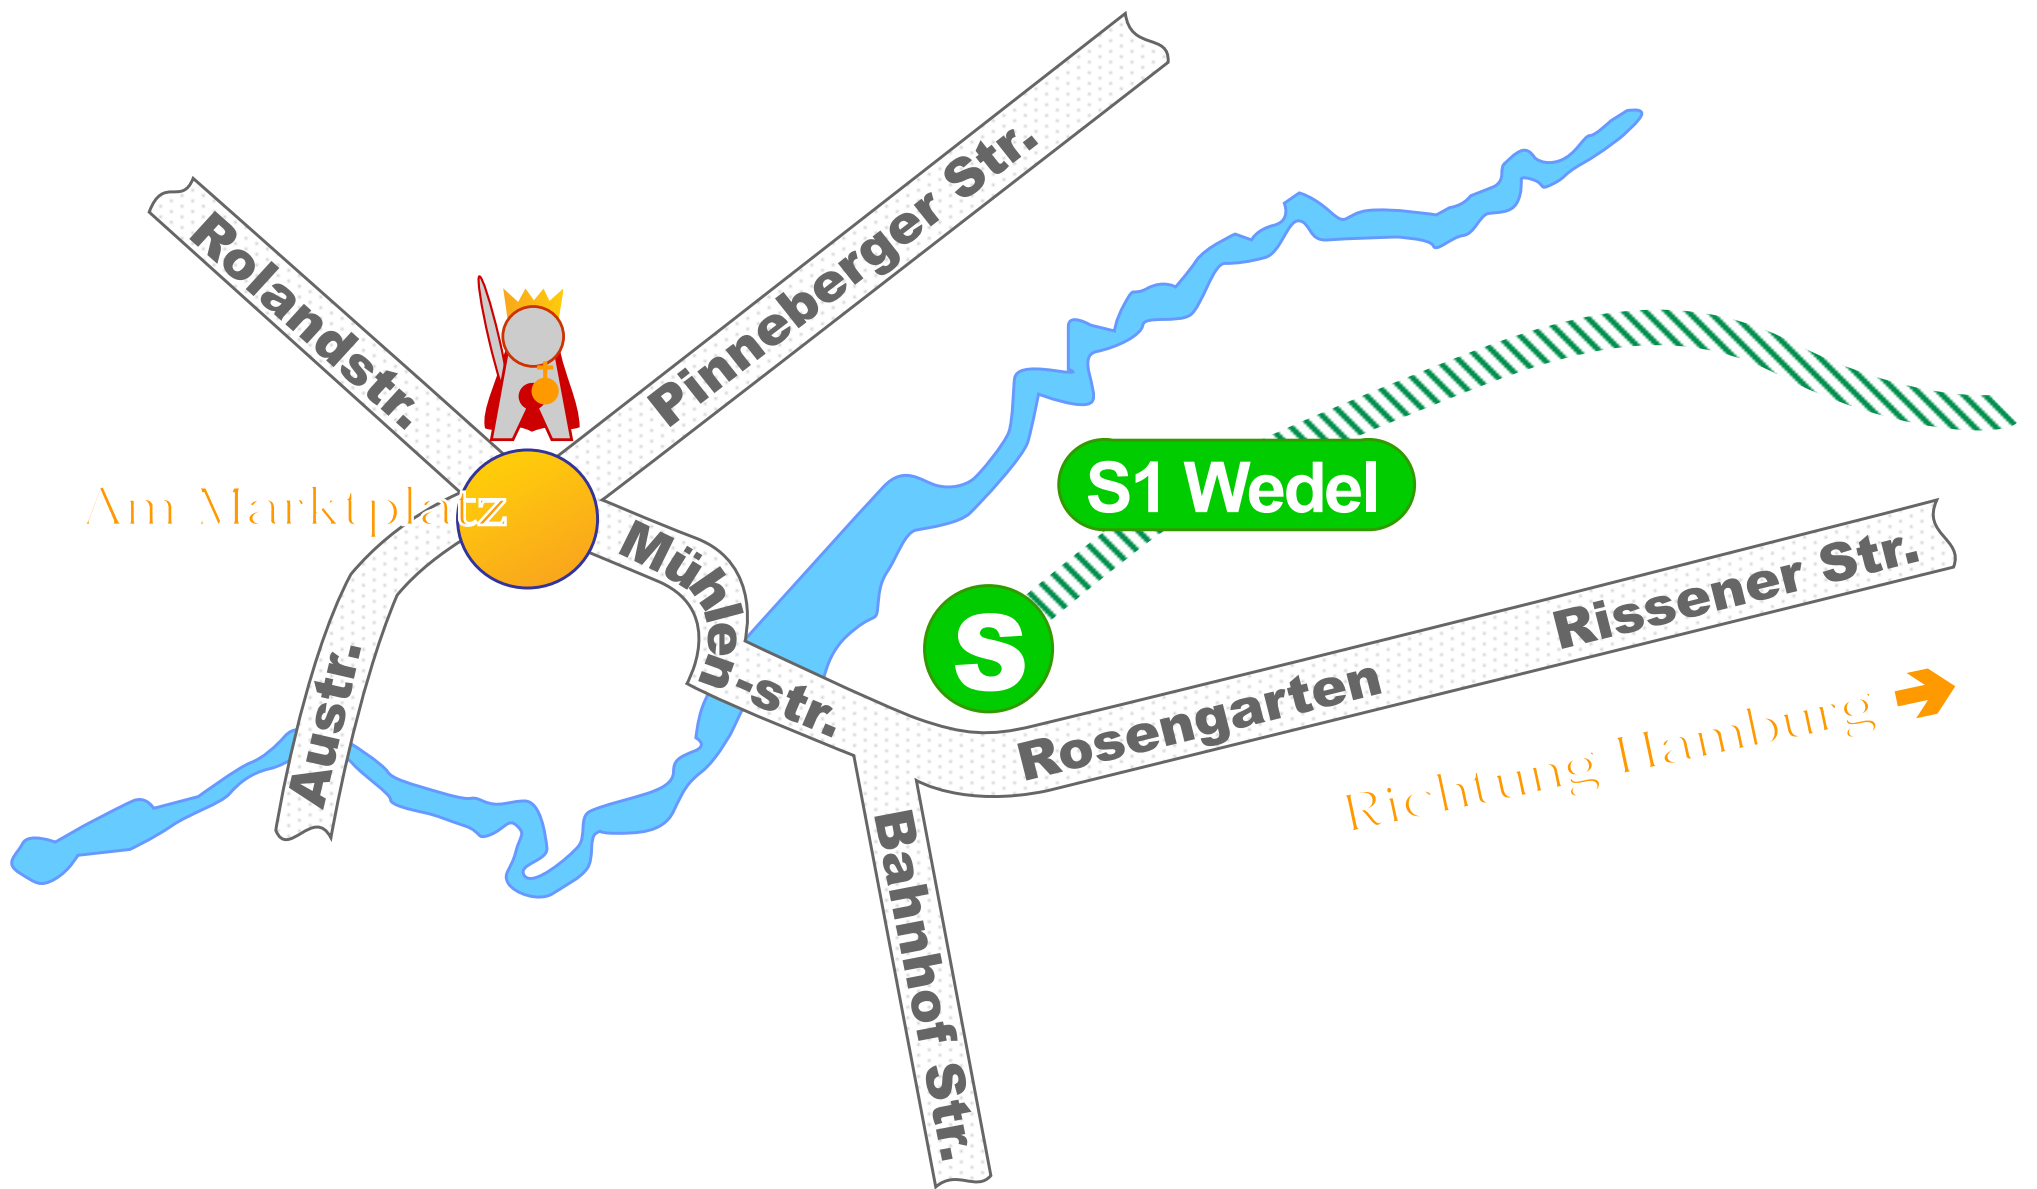 Pinneberger Str.
Rolandstr.
S1 Wedel
Am Marktplatz
Mühlen-str.
Rissener Str.
S
Rosengarten
Austr.
Richtung Hamburg
Bahnhof Str.